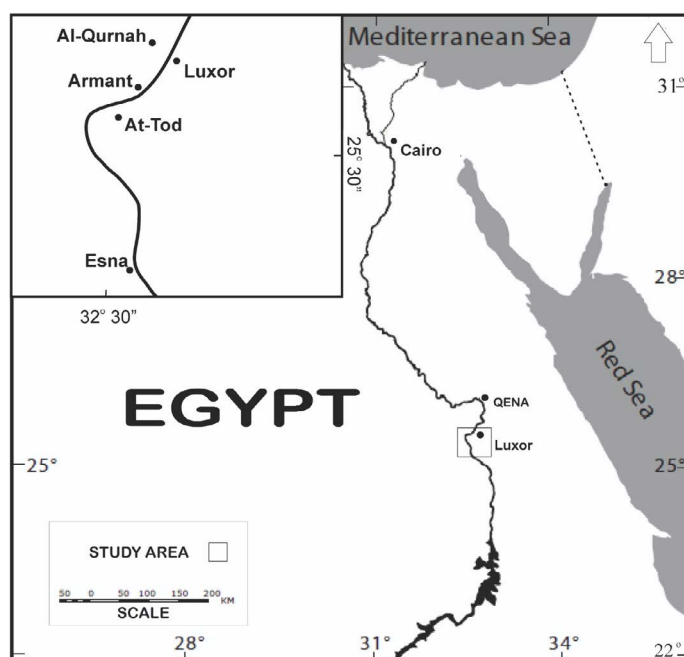 Al-Qurnah
Luxor
Armant
At-Tod
Esna
25° 30"
32° 30"
Mediterranean Sea
31°
Cairo
28°
Red Sea
QENA
Luxor
EGYPT
25°
25°
STUDY AREA
50 0 50 100 150 200 KM
SCALE
28°
31°
34°
22°